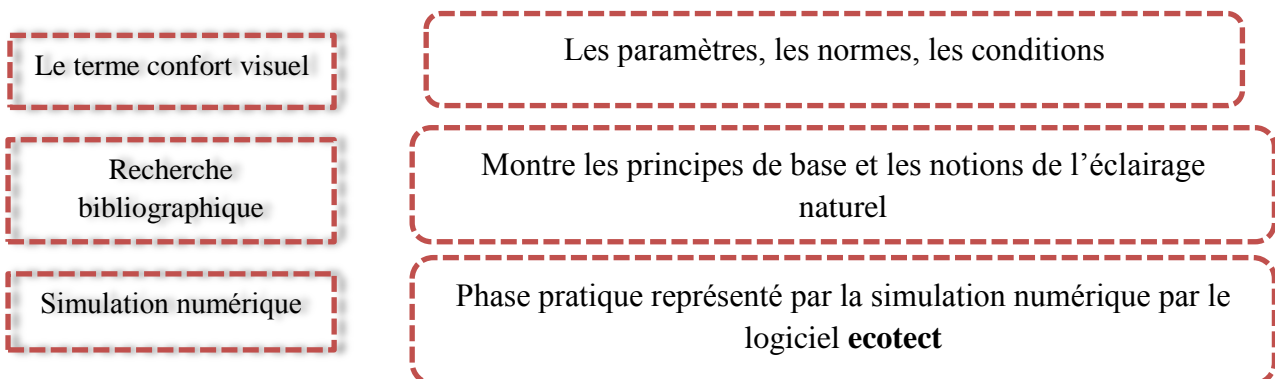 Le terme confort visuel
Les paramètres, les normes, les conditions
Recherche
bibliographique
Montre les principes de base et les notions de l’éclairage
naturel
Simulation numérique
Phase pratique représenté par la simulation numérique par le
logiciel ecotect